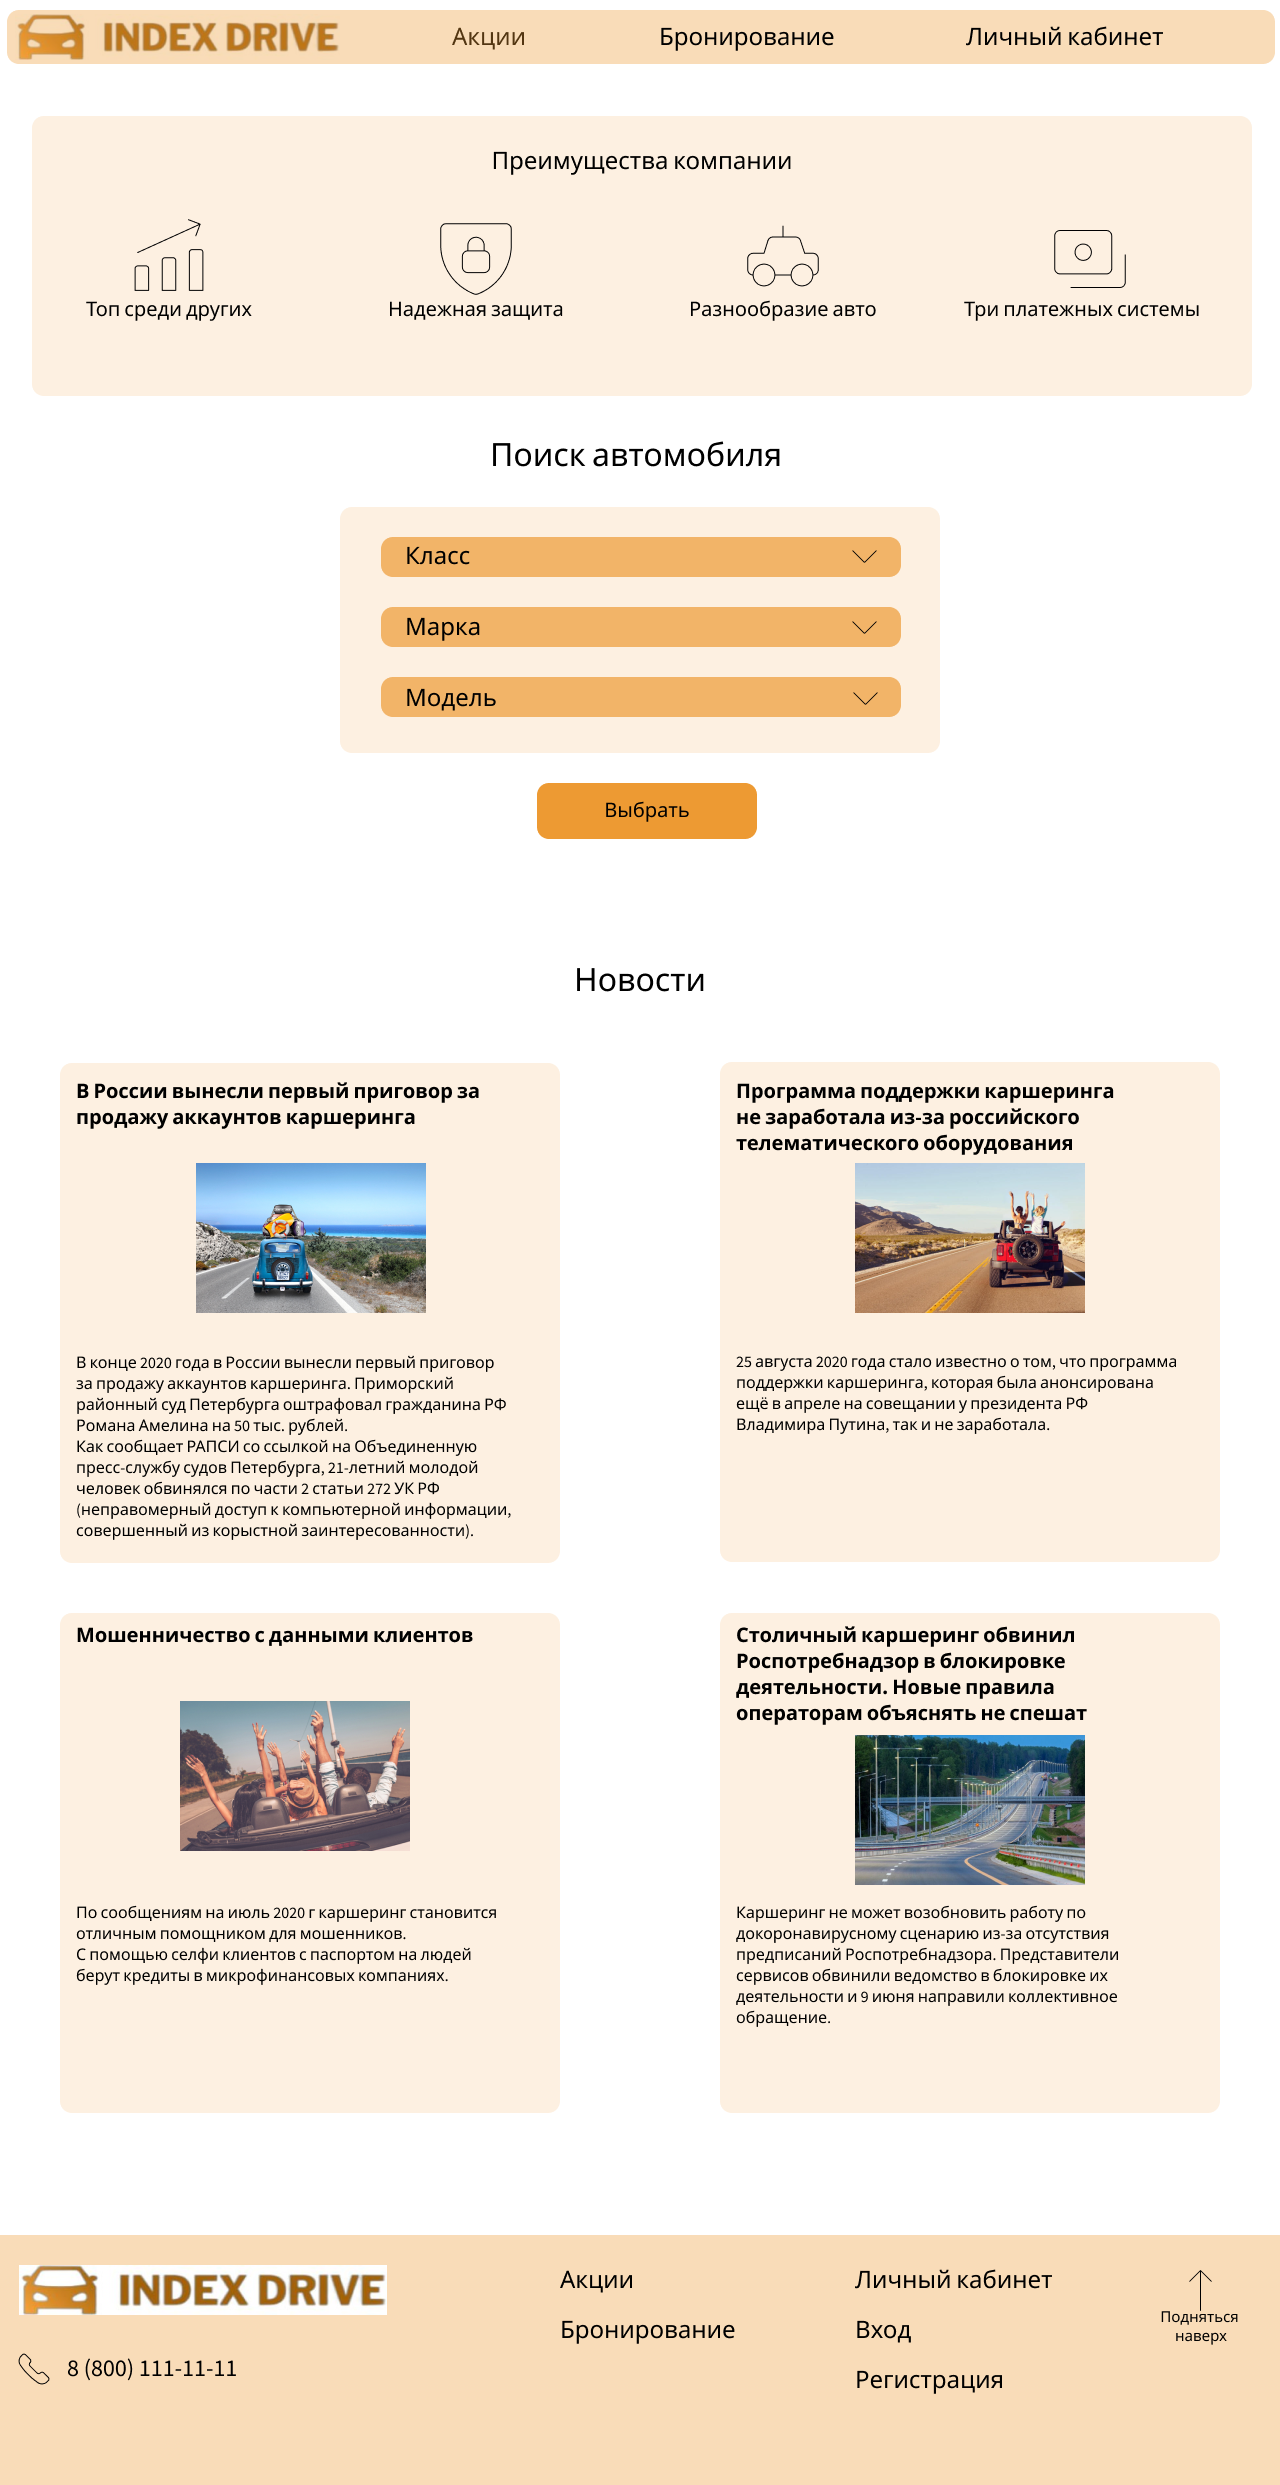 INDEX DRIVE
Акции
Бронирование
Личный кабинет
Преимущества компании
Топ среди других
Надежная защита
Разнообразие авто
Три платежных системы
Поиск автомобиля
Класс
Марка
Модель
Выбрать
Новости
В России вынесли первый приговор за
продажу аккаунтов каршеринга
В конце 2020 года в России вынесли первый приговор
за продажу аккаунтов каршеринга. Приморский
районный суд Петербурга оштрафовал гражданина РФ
Романа Амелина на 50 тыс. рублей.
Как сообщает РАПСИ со ссылкой на Объединенную
пресс-службу судов Петербурга, 21-летний молодой
человек обвинялся по части 2 статьи 272 УК РФ
(неправомерный доступ к компьютерной информации,
совершенный из корыстной заинтересованности).
Программа поддержки каршеринга
не заработала из-за российского
телематического оборудования
25 августа 2020 года стало известно о том, что программа
поддержки каршеринга, которая была анонсирована
ещё в апреле на совещании у президента РФ
Владимира Путина, так и не заработала.
Мошенничество с данными клиентов
По сообщениям на июль 2020 г каршеринг становится
отличным помощником для мошенников.
С помощью селфи клиентов с паспортом на людей
берут кредиты в микрофинансовых компаниях.
Столичный каршеринг обвинил
Роспотребнадзор в блокировке
деятельности. Новые правила
операторам объяснять не спешат
Каршеринг не может возобновить работу по
докоронавирусному сценарию из-за отсутствия
предписаний Роспотребнадзора. Представители
сервисов обвинили ведомство в блокировке их
деятельности и 9 июня направили коллективное
обращение.
INDEX DRIVE
8 (800) 111-11-11
Акции
Бронирование
Личный кабинет
Вход
Регистрация
Подняться
наверх